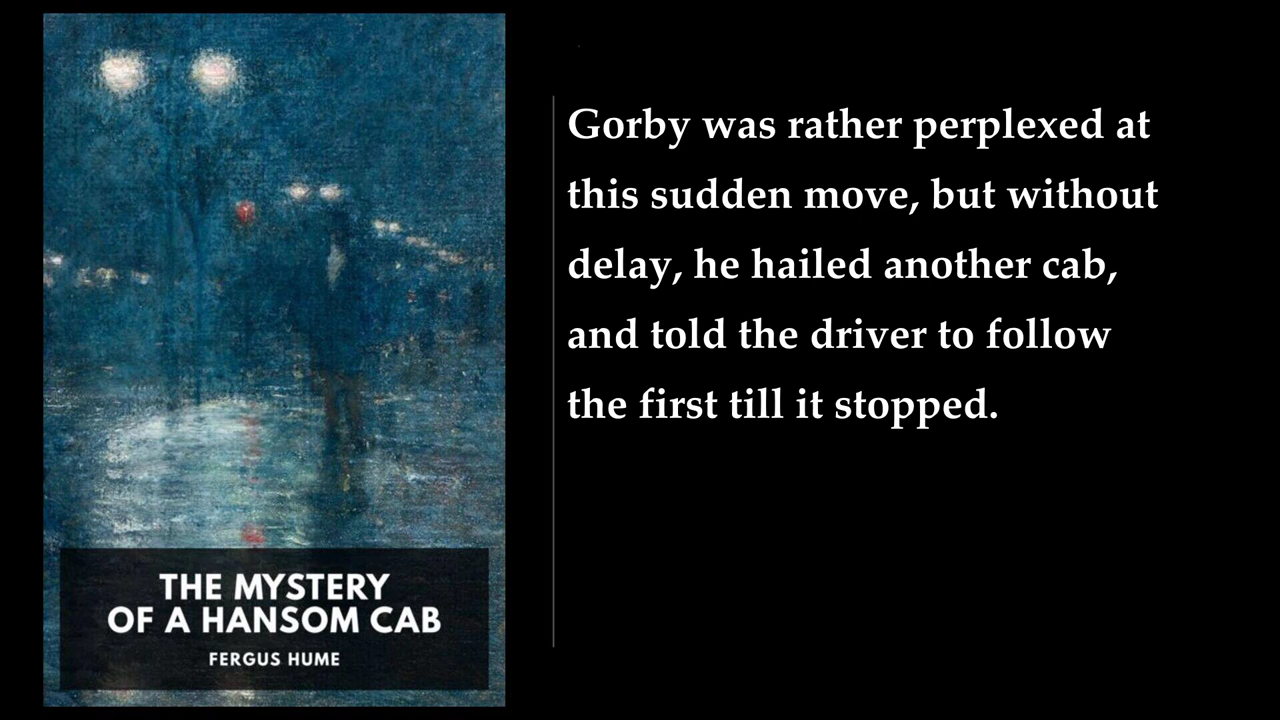 Gorby was rather perplexed at
this sudden move, but without
delay, he hailed another cab,
and told the driver to follow
the first till it stopped.
THE MYSTERY
OF A HANSOM CAB
FERGUS HUME